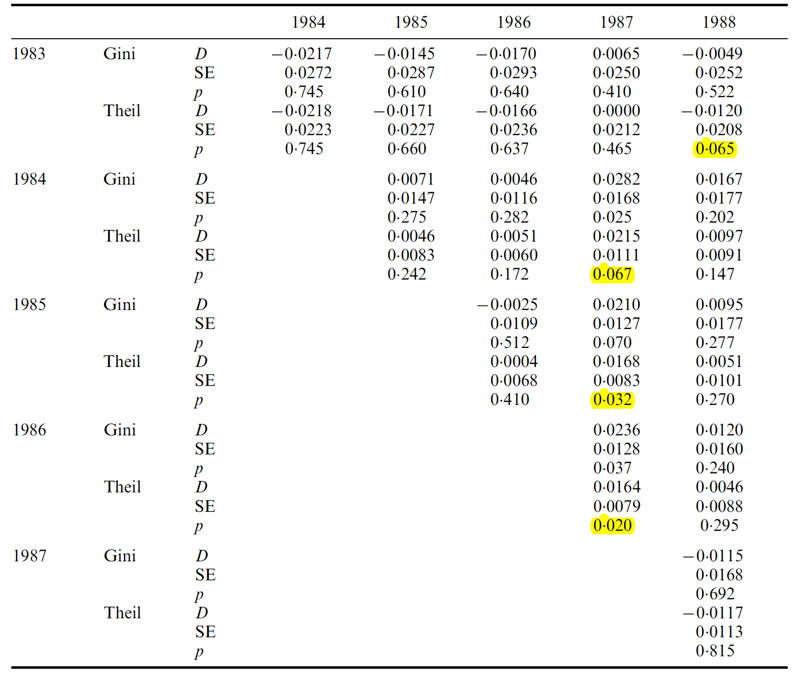 1984 1985 1986 1987 1988
1983 Gini D −0·0217 −0·0145 −0·0170 0·0065 −0·0049
SE 0·0272 0·0287 0·0293 0·0250 0·0252
p 0·745 0·610 0·640 0·410 0·522
Theil D −0·0218 −0·0171 −0·0166 0·0000 −0·0120
SE 0·0223 0·0227 0·0236 0·0212 0·0208
p 0·745 0·660 0·637 0·465 0·065
1984 Gini D 0·0071 0·0046 0·0282 0·0167
SE 0·0147 0·0116 0·0168 0·0177
p 0·275 0·282 0·025 0·202
Theil D 0·0046 0·0051 0·0215 0·0097
SE 0·0083 0·0060 0·0111 0·0091
p 0·242 0·172 0·067 0·147
1985 Gini D −0·0025 0·0210 0·0095
SE 0·0109 0·0127 0·0177
p 0·512 0·070 0·277
Theil D 0·0004 0·0168 0·0051
SE 0·0068 0·0083 0·0101
p 0·410 0·032 0·270
1986 Gini D 0·0236 0·0120
SE 0·0128 0·0160
p 0·037 0·240
Theil D 0·0164 0·0046
SE 0·0079 0·0088
p 0·020 0·295
1987 Gini D −0·0115
SE 0·0168
p 0·692
Theil D −0·0117
SE 0·0113
p 0·815